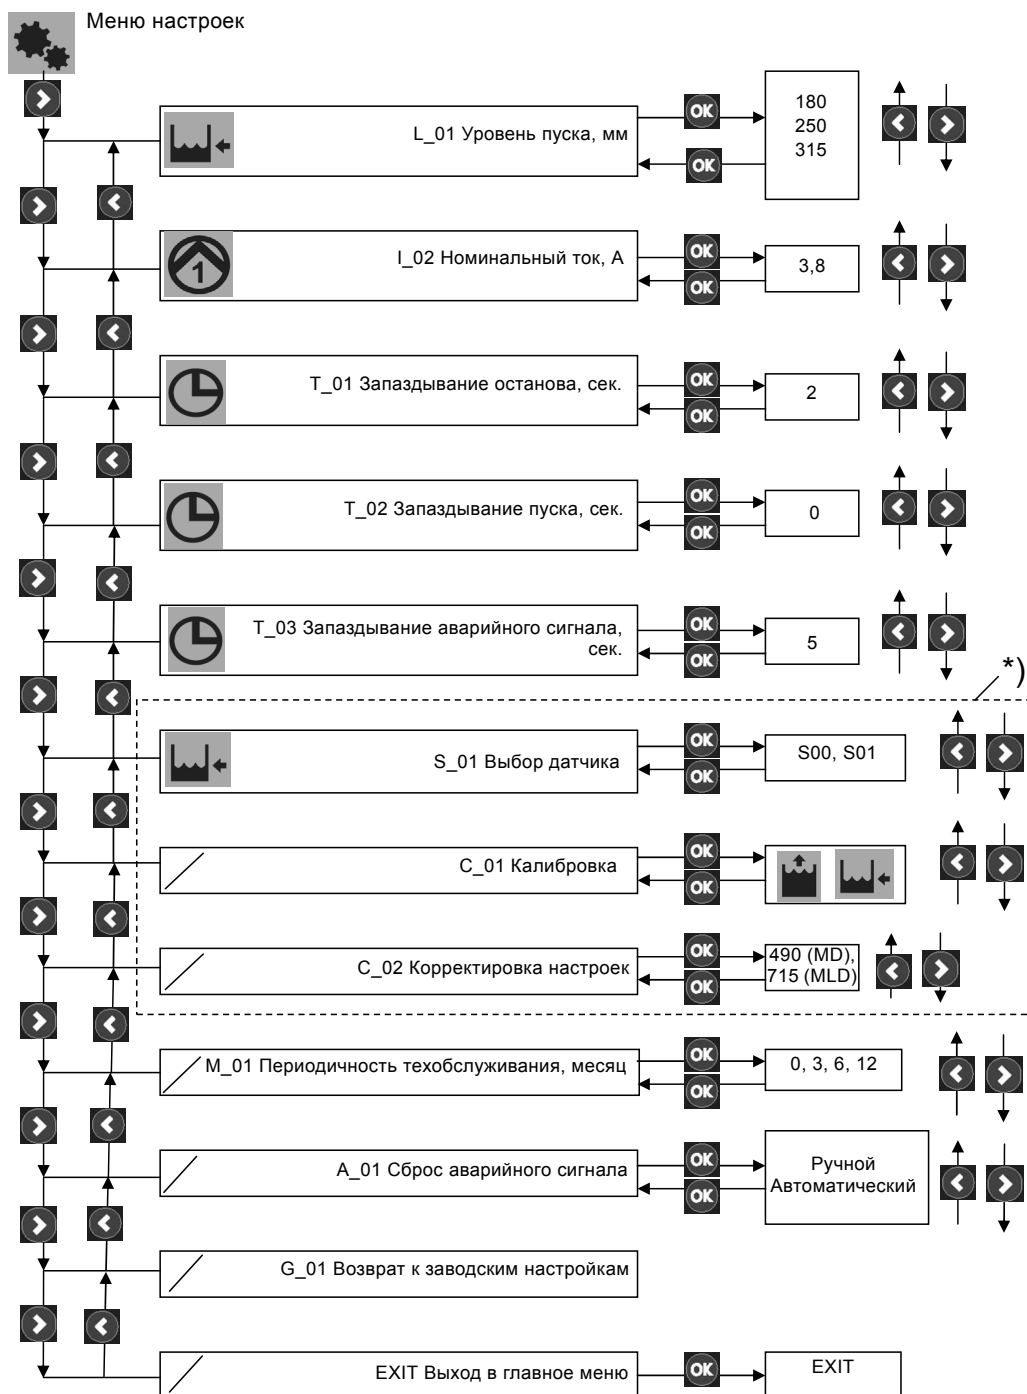 Меню настроек
L_01 Уровень пуска, мм
OK
OK
180
250
315
1
I_02 Номинальный ток, А
OK
OK
3,8
T_01 Запаздывание останова, сек.
OK
OK
2
T_02 Запаздывание пуска, сек.
OK
OK
0
T_03 Запаздывание аварийного сигнала,
сек.
OK
OK
5
*)
S_01 Выбор датчика
OK
OK
S00, S01
C_01 Калибровка
OK
OK
C_02 Корректировка настроек
OK
OK
490 (MD),
715 (MLD)
M_01 Периодичность техобслуживания, месяц
OK
OK
0, 3, 6, 12
A_01 Сброс аварийного сигнала
OK
OK
Ручной
Автоматический
G_01 Возврат к заводским настройкам
EXIT Выход в главное меню
OK
EXIT